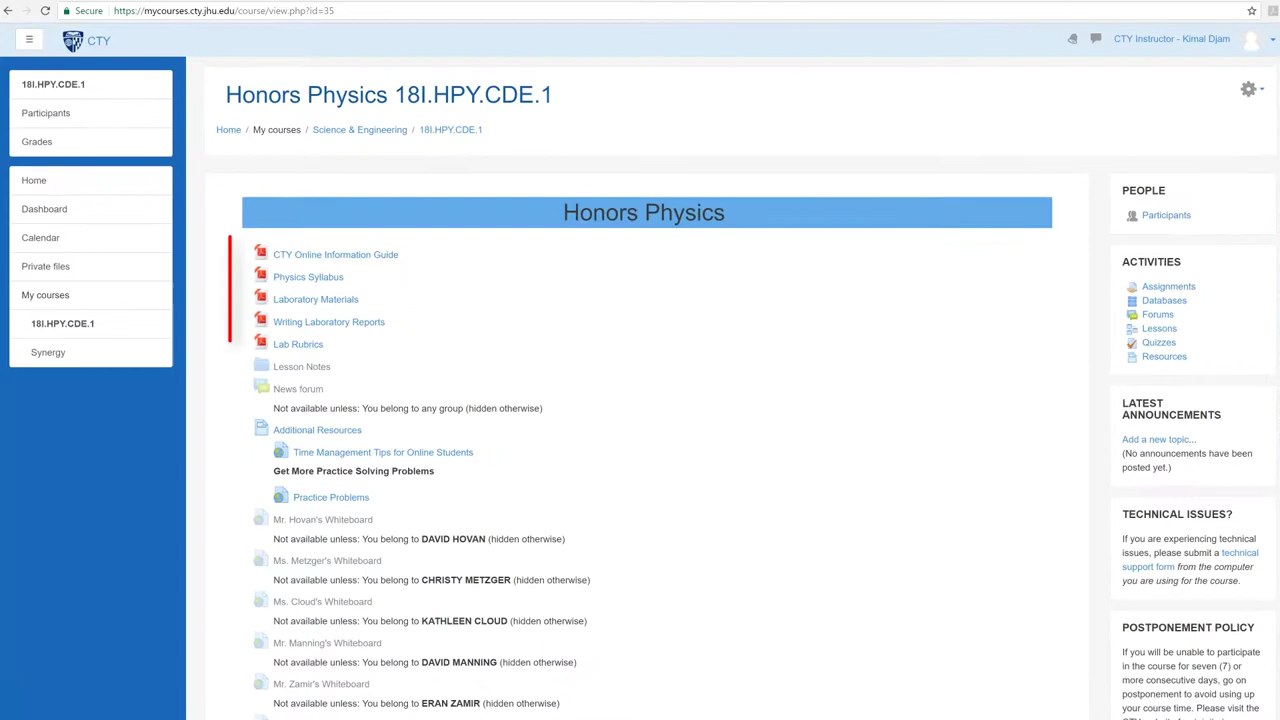 Secure
https://mycourses.cty.jhu.edu/course/view.php?id=35
CTY
CTY Instructor - Kimal Djam
18I.HPY.CDE.1
Participants
Grades
Home
Dashboard
Calendar
Private files
My courses
18I.HPY.CDE.1
Synergy
Honors Physics 18I.HPY.CDE.1
Home / My courses / Science & Engineering / 18I.HPY.CDE.1
Honors Physics
CTY Online Information Guide
Physics Syllabus
Laboratory Materials
Writing Laboratory Reports
Lab Rubrics
Lesson Notes
News forum
Not available unless: You belong to any group (hidden otherwise)
Additional Resources
Time Management Tips for Online Students
Get More Practice Solving Problems
Practice Problems
Mr. Hovan's Whiteboard
Not available unless: You belong to DAVID HOVAN (hidden otherwise)
Ms. Metzger's Whiteboard
Not available unless: You belong to CHRISTY METZGER (hidden otherwise)
Ms. Cloud's Whiteboard
Not available unless: You belong to KATHLEEN CLOUD (hidden otherwise)
Mr. Manning's Whiteboard
Not available unless: You belong to DAVID MANNING (hidden otherwise)
Mr. Zamir's Whiteboard
Not available unless: You belong to ERAN ZAMIR (hidden otherwise)
PEOPLE
Participants
ACTIVITIES
Assignments
Databases
Forums
Lessons
Quizzes
Resources
LATEST
ANNOUNCEMENTS
Add a new topic...
(No announcements have been
posted yet.)
TECHNICAL ISSUES?
If you are experiencing technical
issues, please submit a technical
support form from the computer
you are using for the course.
POSTPONEMENT POLICY
If you will be unable to participate
in the course for seven (7) or
more consecutive days, go on
postponement to avoid using up
your course time. Please visit the